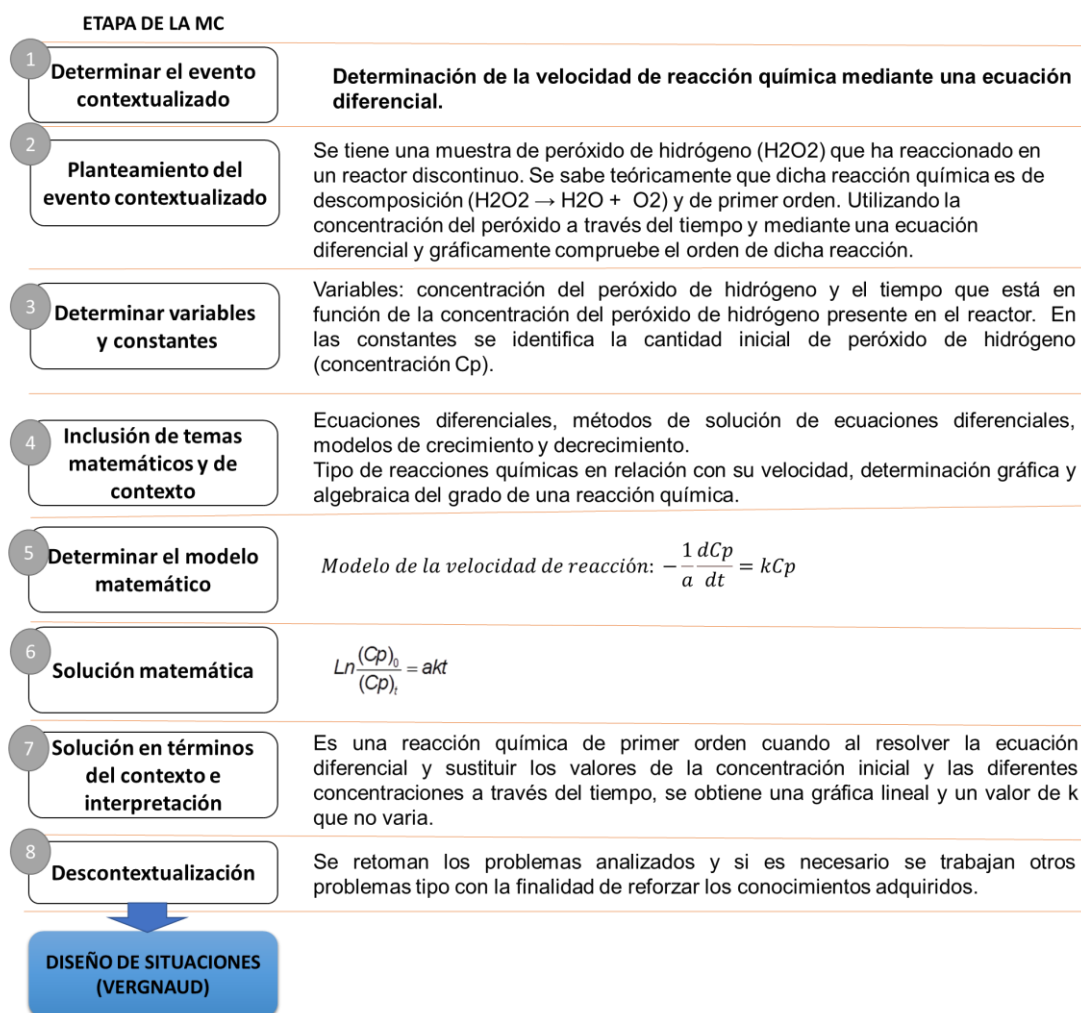 ETAPA DE LA MC
1
Determinar el evento
contextualizado
Determinación de la velocidad de reacción química mediante una ecuación
diferencial.
2
Planteamiento del
evento contextualizado
Se tiene una muestra de peróxido de hidrógeno (H2O2) que ha reaccionado en
un reactor discontinuo. Se sabe teóricamente que dicha reacción química es de
descomposición (H2O2 → H2O + O2) y de primer orden. Utilizando la
concentración del peróxido a través del tiempo y mediante una ecuación
diferencial y gráficamente compruebe el orden de dicha reacción.
3
Determinar variables
y constantes
Variables: concentración del peróxido de hidrógeno y el tiempo que está en
función de la concentración del peróxido de hidrógeno presente en el reactor. En
las constantes se identifica la cantidad inicial de peróxido de hidrógeno
(concentración Cp).
4
Inclusión de temas
matemáticos y de
contexto
Ecuaciones diferenciales, métodos de solución de ecuaciones diferenciales,
modelos de crecimiento y decrecimiento.
Tipo de reacciones químicas en relación con su velocidad, determinación gráfica y
algebraica del grado de una reacción química.
5
Determinar el modelo
matemático
Modelo de la velocidad de reacción: −1/a dCp/dt = kCp
6
Solución matemática
Ln (Cp)₀/(Cp)ₜ = akt
7
Solución en términos
del contexto e
interpretación
Es una reacción química de primer orden cuando al resolver la ecuación
diferencial y sustituir los valores de la concentración inicial y las diferentes
concentraciones a través del tiempo, se obtiene una gráfica lineal y un valor de k
que no varia.
8
Descontextualización
Se retoman los problemas analizados y si es necesario se trabajan otros
problemas tipo con la finalidad de reforzar los conocimientos adquiridos.
DISEÑO DE SITUACIONES
(VERGNAUD)